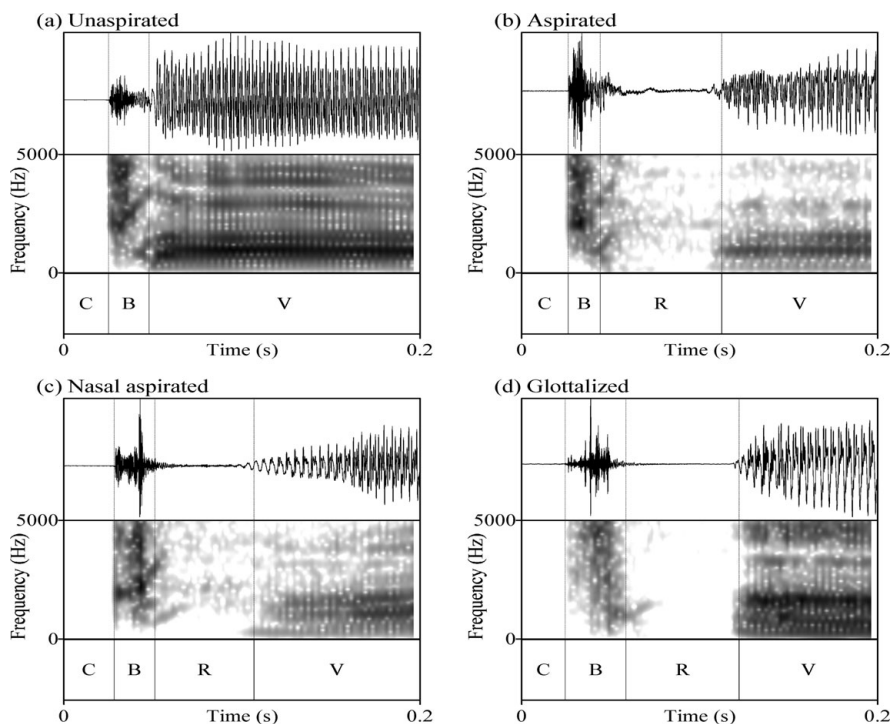 (a) Unaspirated
5000
Frequency (Hz)
0
C B V
0 Time (s) 0.2
(b) Aspirated
5000
Frequency (Hz)
0
C B R V
0 Time (s) 0.2
(c) Nasal aspirated
5000
Frequency (Hz)
0
C B R V
0 Time (s) 0.2
(d) Glottalized
5000
Frequency (Hz)
0
C B R V
0 Time (s) 0.2